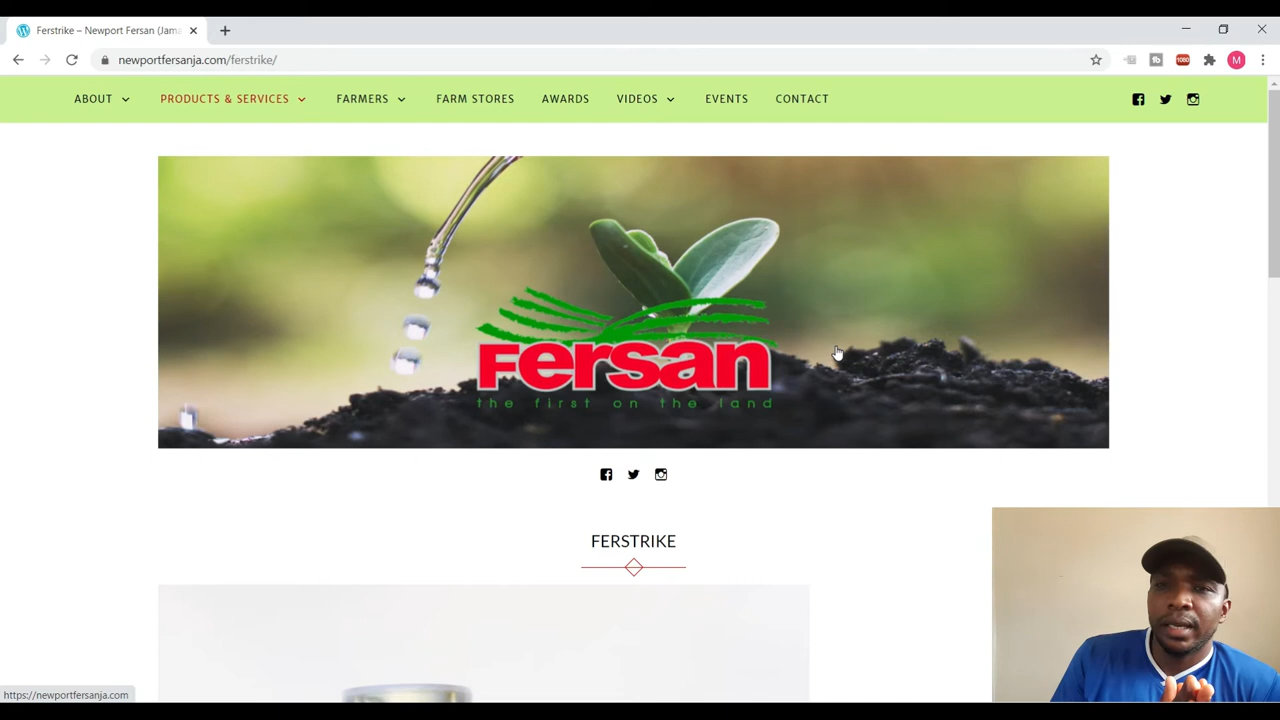 Ferstrike – Newport Fersan (Jama
newportfersanja.com/ferstrike/
ABOUT PRODUCTS & SERVICES FARMERS FARM STORES AWARDS VIDEOS EVENTS CONTACT
Fersan
the first on the land
FERSTRIKE
https://newportfersanja.com